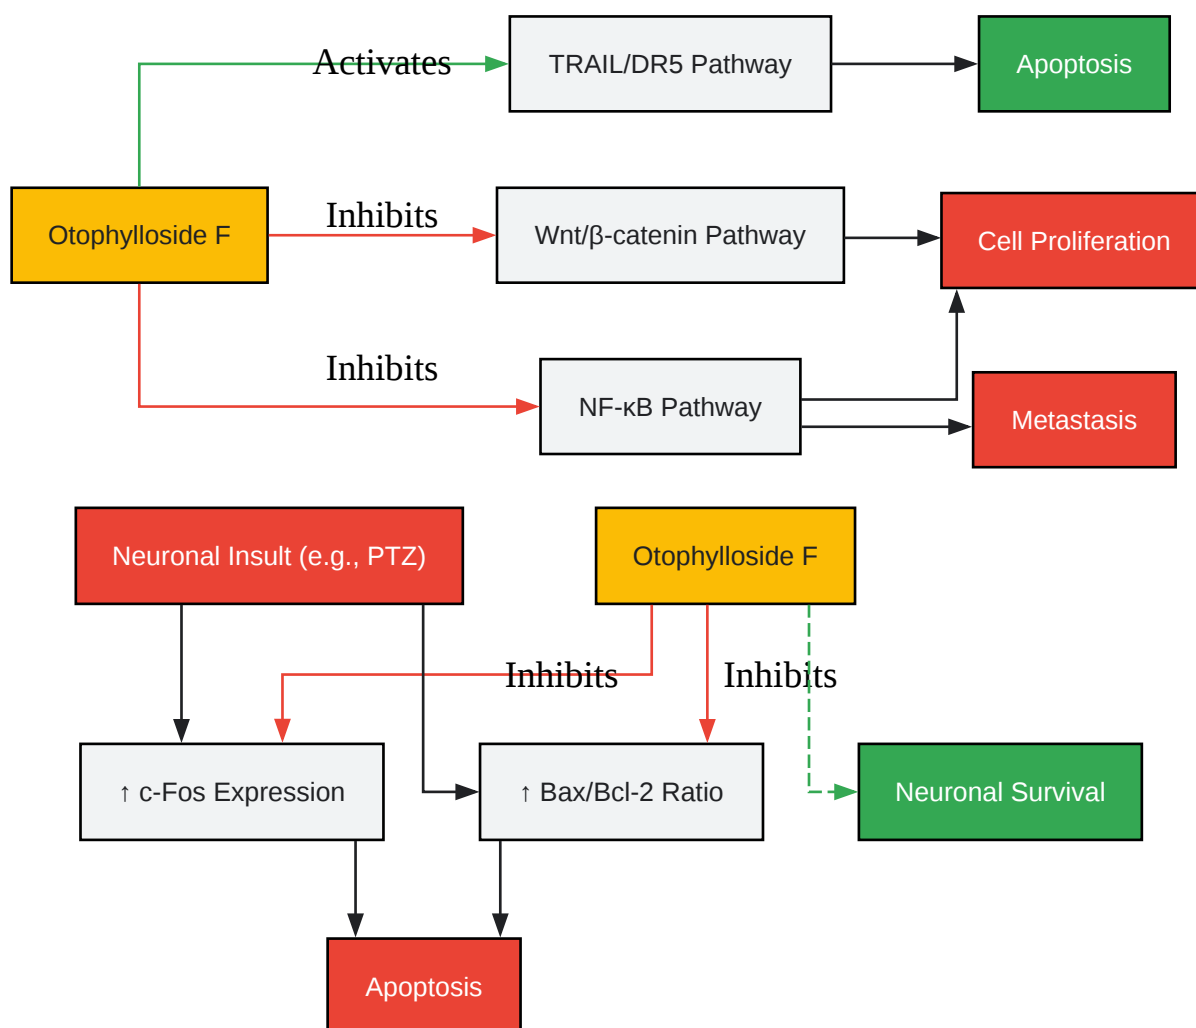 Activates
TRAIL/DR5 Pathway
Apoptosis
Otophylloside F
Inhibits
Wnt/β-catenin Pathway
Cell Proliferation
Inhibits
NF-κB Pathway
Metastasis
Neuronal Insult (e.g., PTZ)
Otophylloside F
Inhibits
Inhibits
↑ c-Fos Expression
↑ Bax/Bcl-2 Ratio
Neuronal Survival
Apoptosis